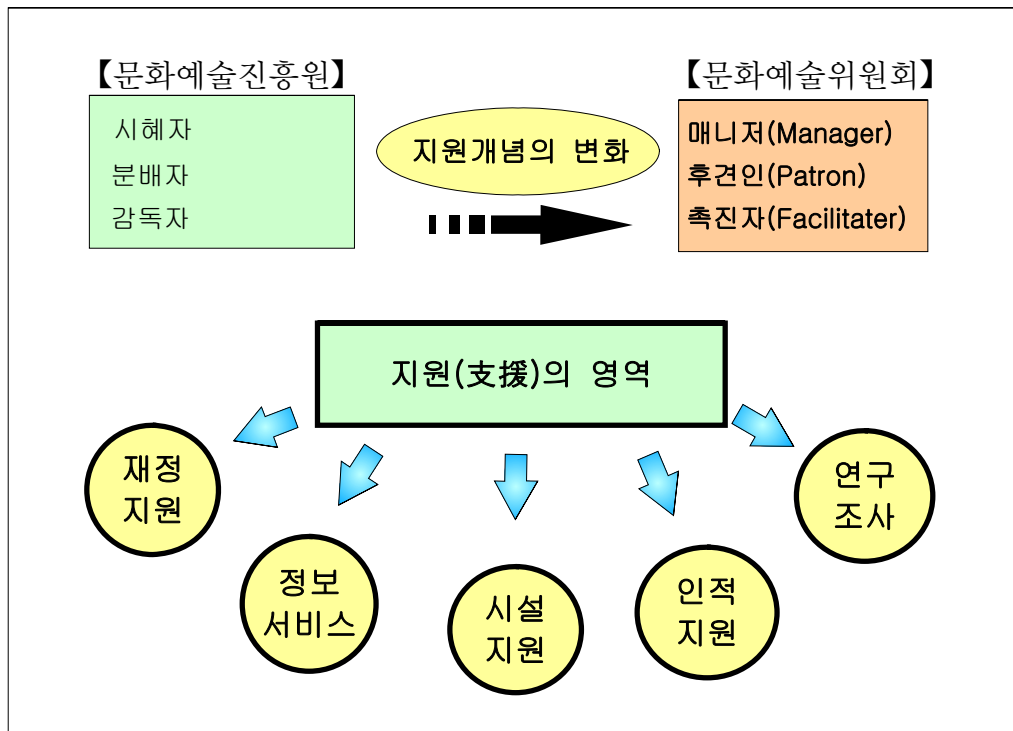 【문화예술진흥원】
시혜자
분배자
감독자
지원개념의 변화
【문화예술위원회】
매니저(Manager)
후견인(Patron)
촉진자(Facilitater)
지원(支援)의 영역
재정
지원
정보
서비스
시설
지원
인적
지원
연구
조사